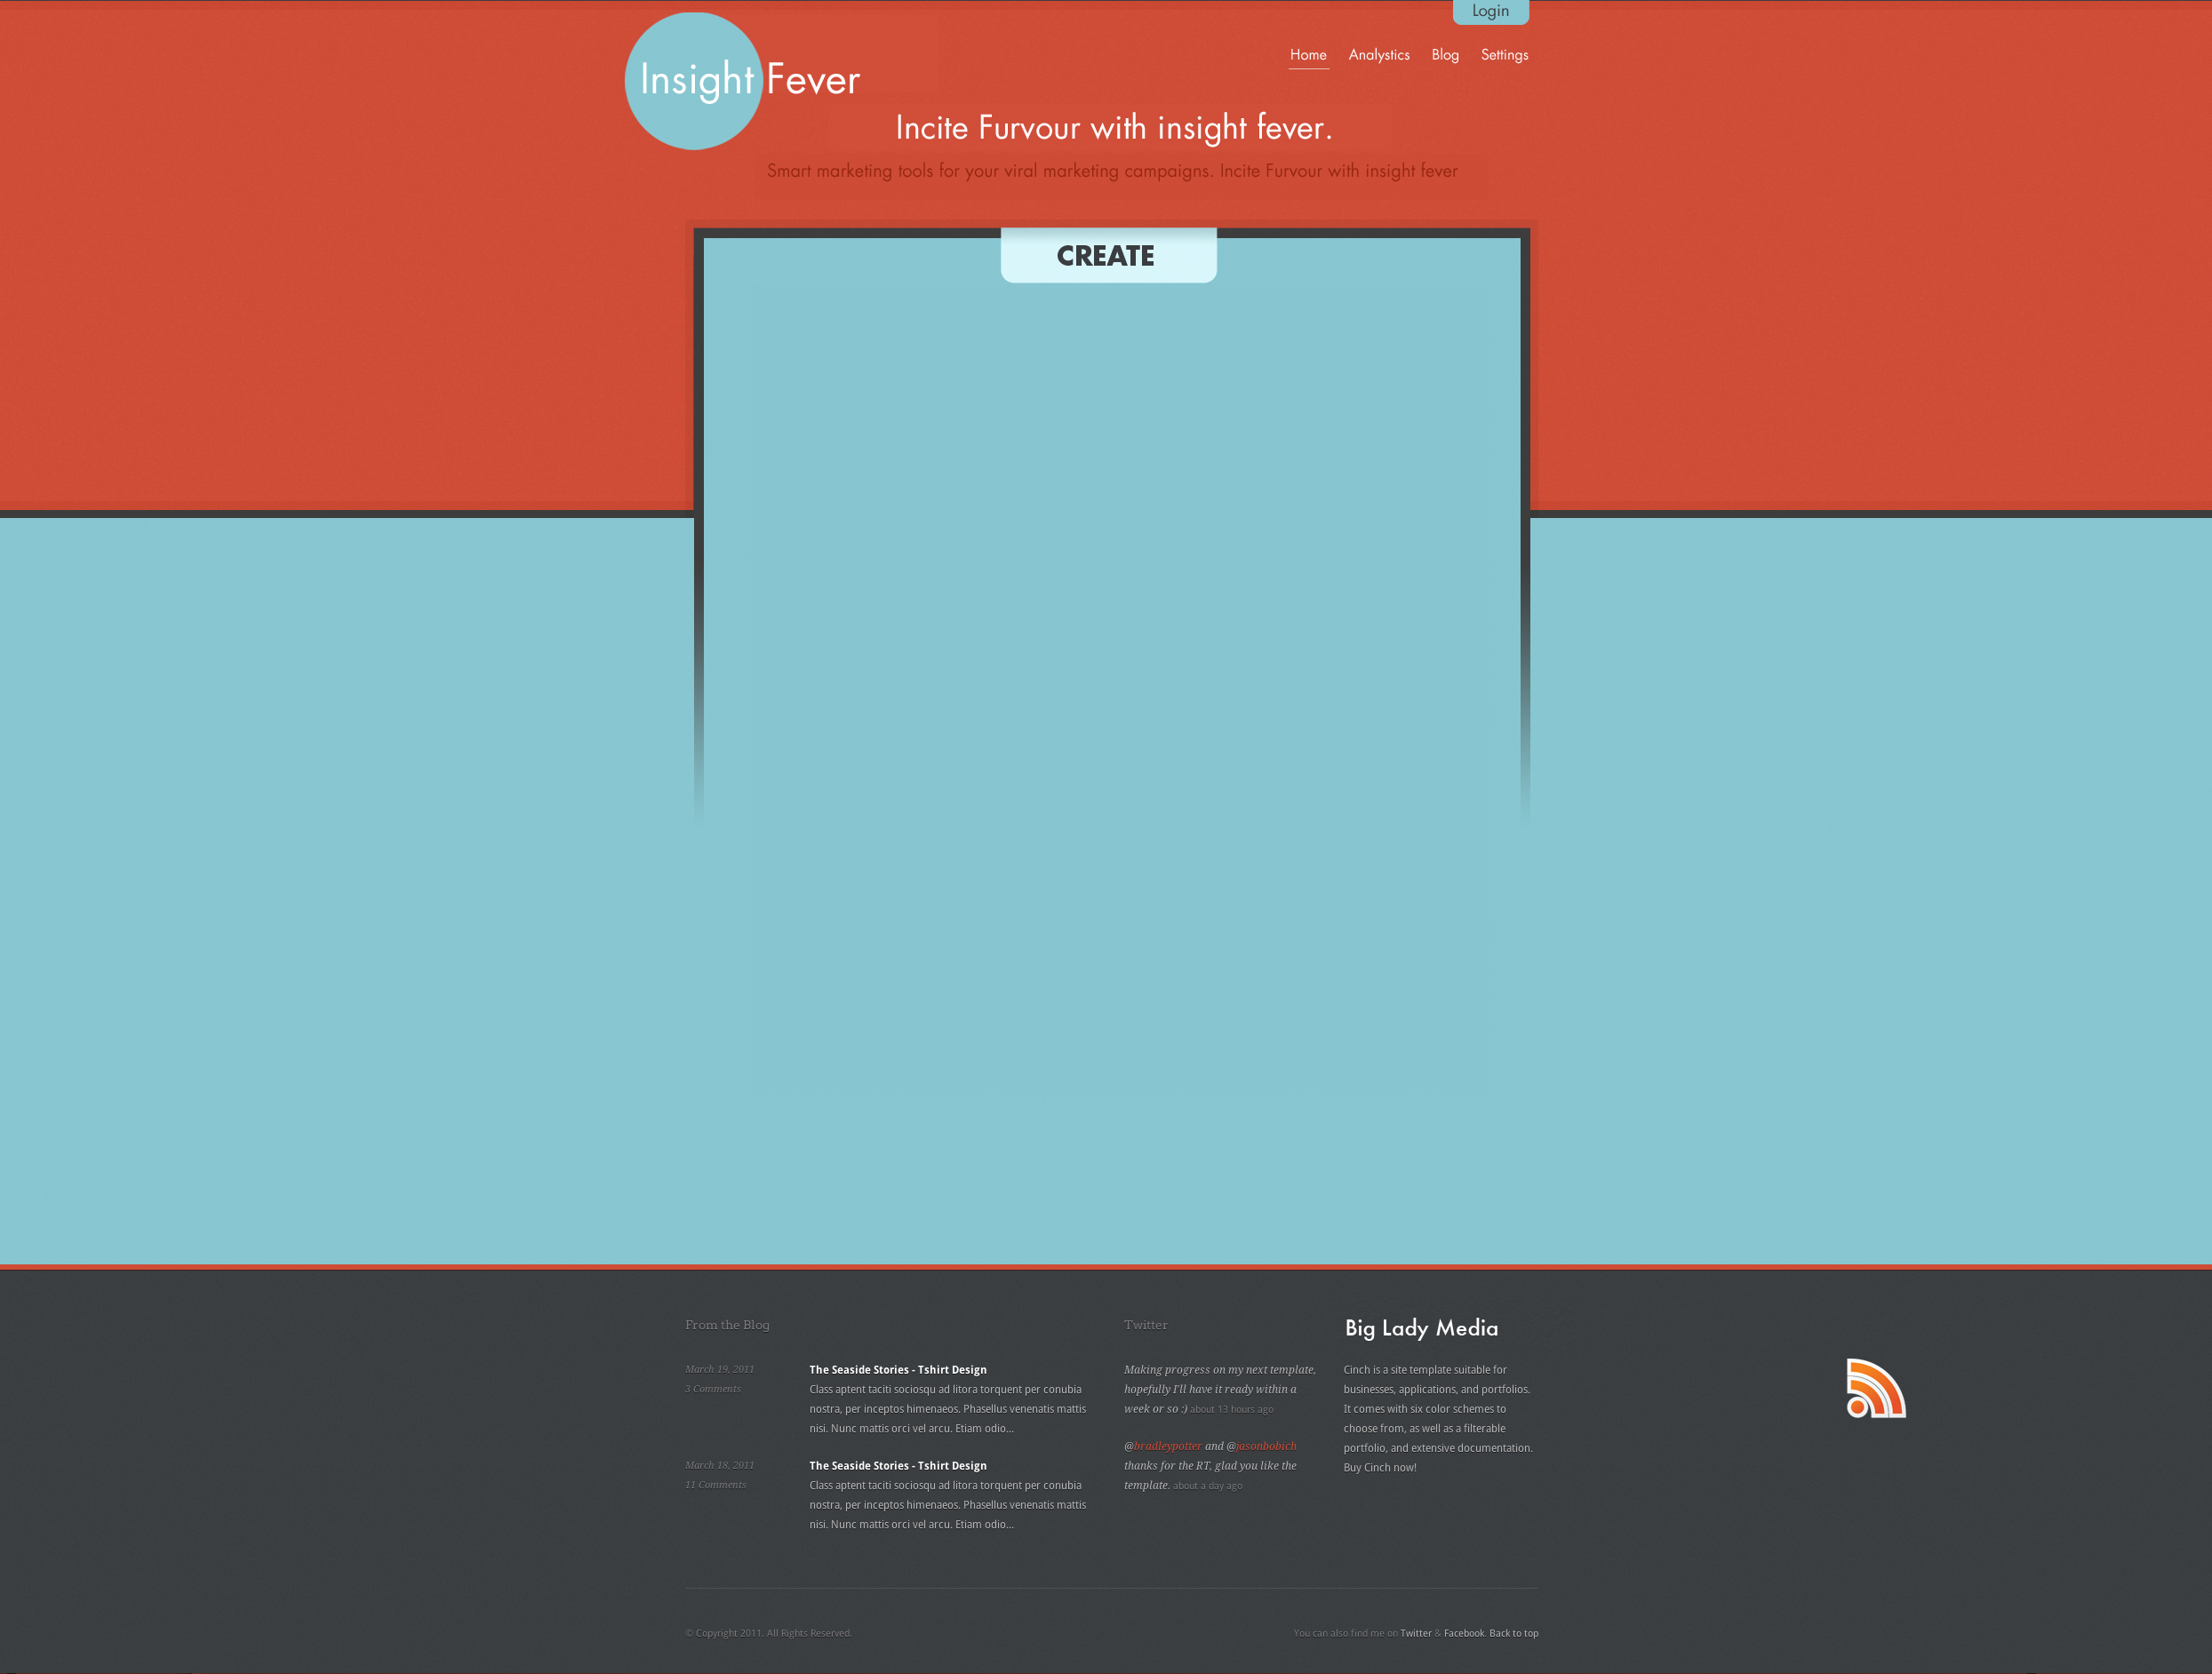 Login
Insight Fever
Home Analystics Blog Settings
Incite Furvour with insight fever.
Smart marketing tools for your viral marketing campaigns. Incite Furvour with insight fever
CREATE
From the Blog
March 19, 2011
3 Comments
The Seaside Stories - Tshirt Design
Class aptent taciti sociosqu ad litora torquent per conubia
nostra, per inceptos himenaeos. Phasellus venenatis mattis
nisi. Nunc mattis orci vel arcu. Etiam odio...
March 18, 2011
11 Comments
The Seaside Stories - Tshirt Design
Class aptent taciti sociosqu ad litora torquent per conubia
nostra, per inceptos himenaeos. Phasellus venenatis mattis
nisi. Nunc mattis orci vel arcu. Etiam odio...
Twitter
Making progress on my next template,
hopefully I'll have it ready within a
week or so :) about 13 hours ago
@bradleypotter and @jasonbobich
thanks for the RT, glad you like the
template. about a day ago
Big Lady Media
Cinch is a site template suitable for
businesses, applications, and portfolios.
It comes with six color schemes to
choose from, as well as a filterable
portfolio, and extensive documentation.
Buy Cinch now!
© Copyright 2011. All Rights Reserved.
You can also find me on Twitter & Facebook. Back to top